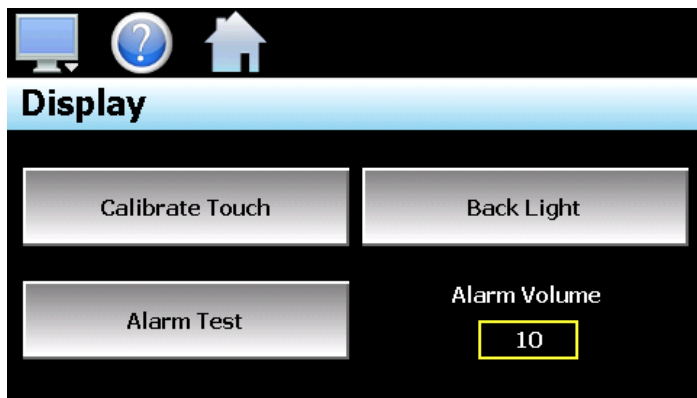 ?
Display
Calibrate Touch
Back Light
Alarm Test
Alarm Volume
10